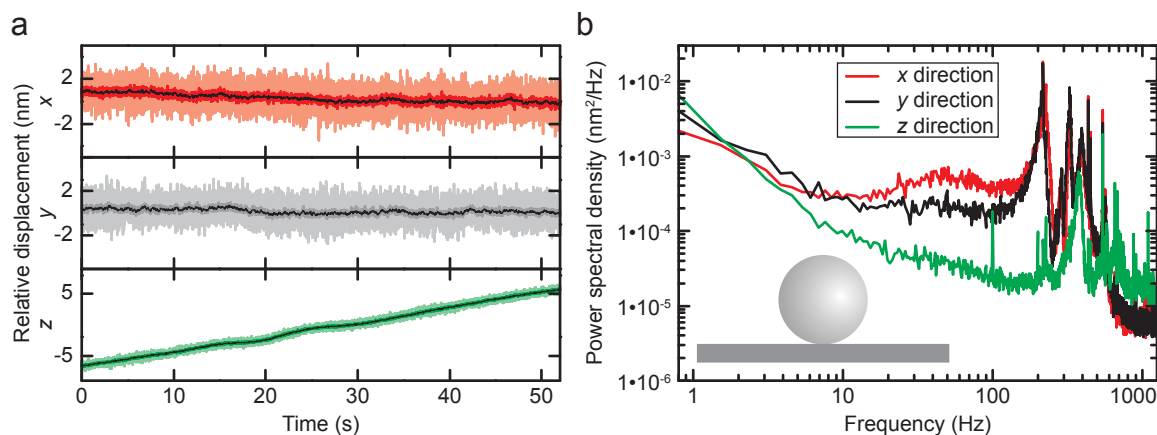 a
Relative displacement (nm)
x
2
-2
y
2
-2
z
5
-5
0 10 20 30 40 50
Time (s)
b
Power spectral density (nm²/Hz)
1•10⁻²
1•10⁻³
1•10⁻⁴
1•10⁻⁵
1•10⁻⁶
x direction
y direction
z direction
1 10 100 1000
Frequency (Hz)